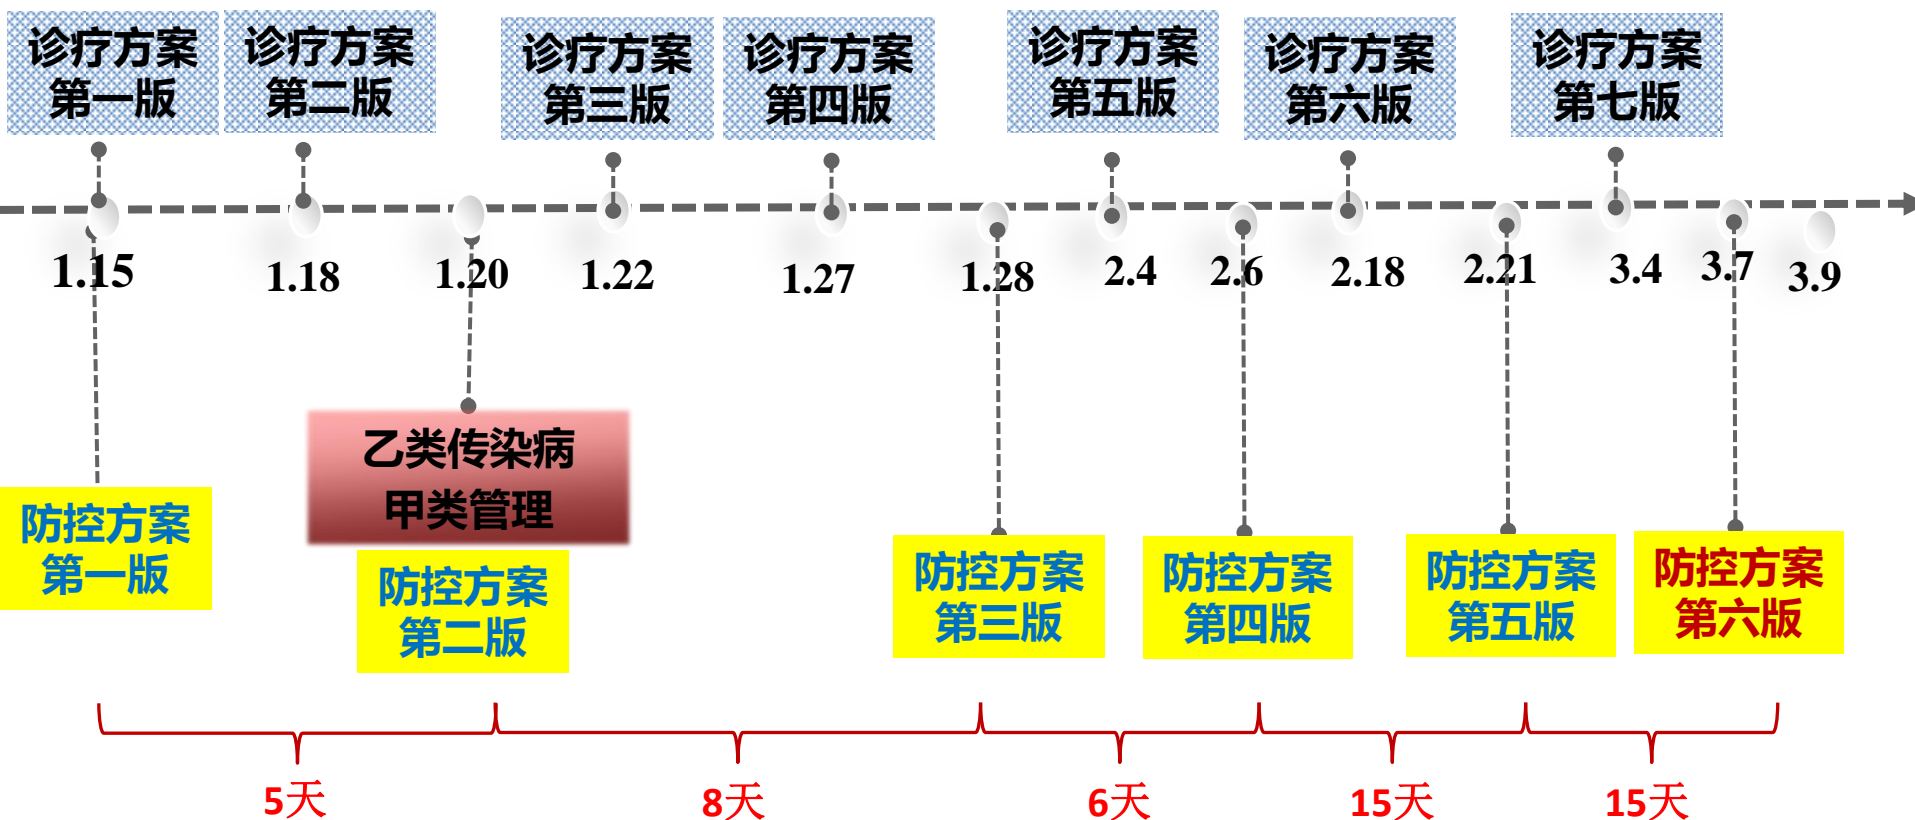 诊疗方案
第一版
诊疗方案
第二版
诊疗方案
第三版
诊疗方案
第四版
诊疗方案
第五版
诊疗方案
第六版
诊疗方案
第七版
1.15
1.18
1.20
1.22
1.27
1.28
2.4
2.6
2.18
2.21
3.4
3.7
3.9
乙类传染病
甲类管理
防控方案
第一版
防控方案
第二版
防控方案
第三版
防控方案
第四版
防控方案
第五版
防控方案
第六版
5天
8天
6天
15天
15天